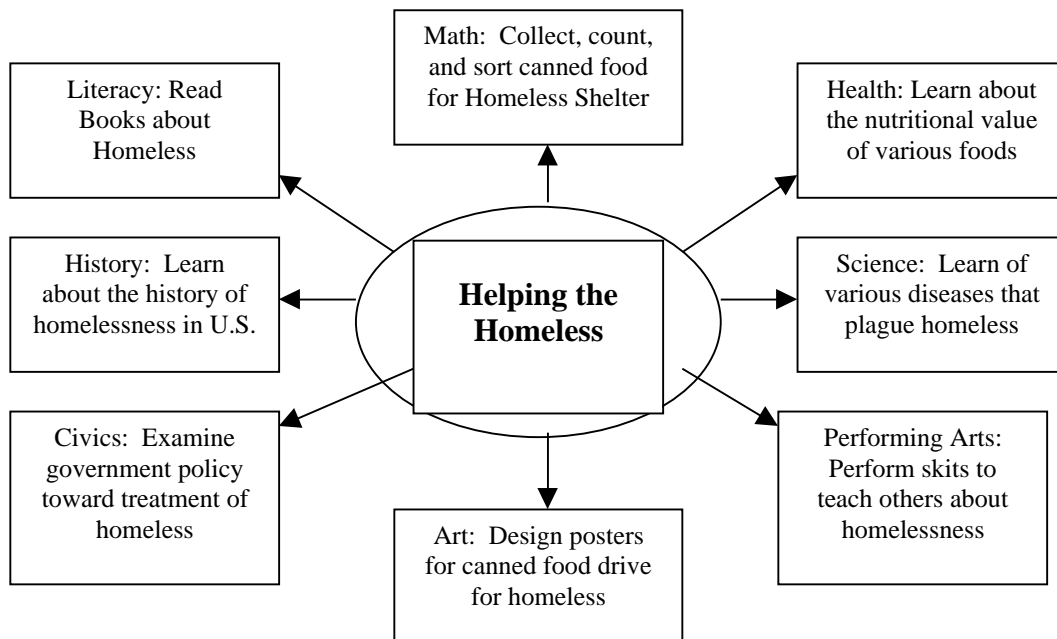 Math: Collect, count,
and sort canned food
for Homeless Shelter
Literacy: Read
Books about
Homeless
Health: Learn about
the nutritional value
of various foods
History: Learn
about the history of
homelessness in U.S.
Helping the
Homeless
Science: Learn of
various diseases that
plague homeless
Civics: Examine
government policy
toward treatment of
homeless
Performing Arts:
Perform skits to
teach others about
homelessness
Art: Design posters
for canned food drive
for homeless